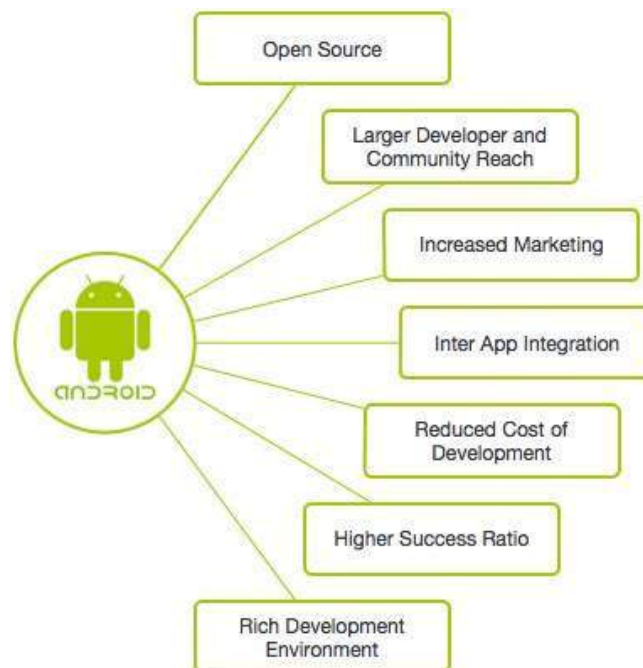 Open Source
Larger Developer and
Community Reach
Increased Marketing
Inter App Integration
ANDROID
Reduced Cost of
Development
Higher Success Ratio
Rich Development
Environment